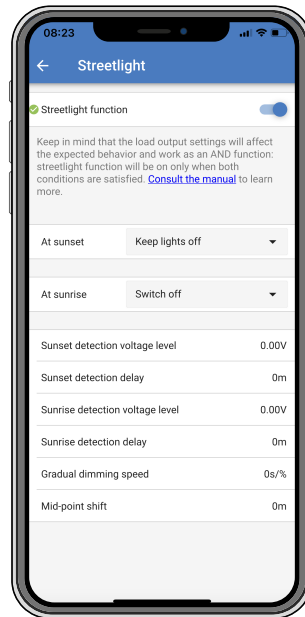 08:23
Streetlight
Streetlight function
Keep in mind that the load output settings will affect
the expected behavior and work as an AND function:
streetlight function will be on only when both
conditions are satisfied. Consult the manual to learn
more.
At sunset Keep lights off
At sunrise Switch off
Sunset detection voltage level 0.00V
Sunset detection delay 0m
Sunrise detection voltage level 0.00V
Sunrise detection delay 0m
Gradual dimming speed 0s/%
Mid-point shift 0m